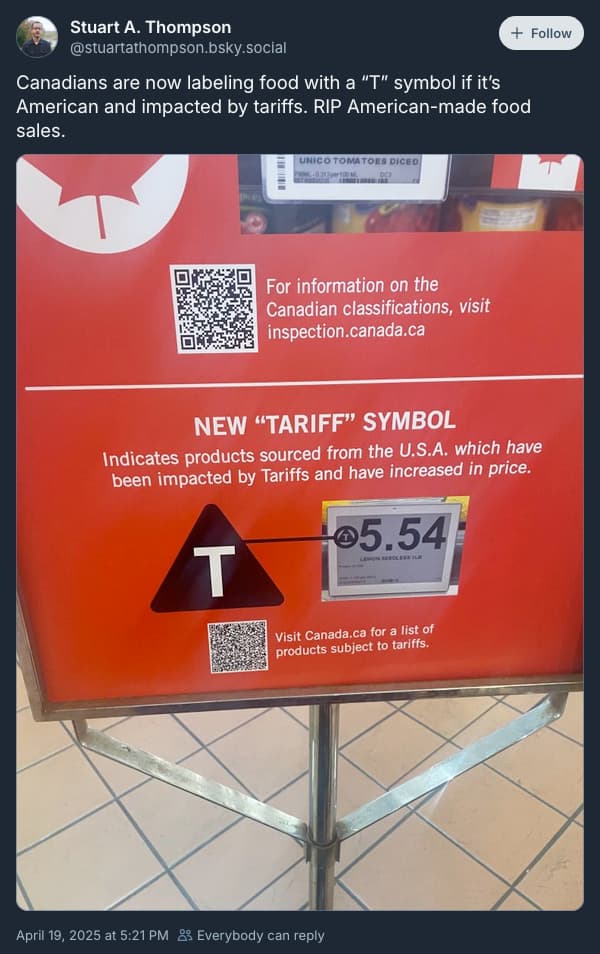 Stuart A. Thompson
@stuartathompson.bsky.social
+ Follow
Canadians are now labeling food with a “T” symbol if it’s
American and impacted by tariffs. RIP American-made food
sales.
UNICO TOMATOES DICED
For information on the
Canadian classifications, visit
inspection.canada.ca
NEW “TARIFF” SYMBOL
Indicates products sourced from the U.S.A. which have
been impacted by Tariffs and have increased in price.
T
T
5.54
LEMON SEEDLESS 1LB
Visit Canada.ca for a list of
products subject to tariffs.
April 19, 2025 at 5:21 PM
Everybody can reply